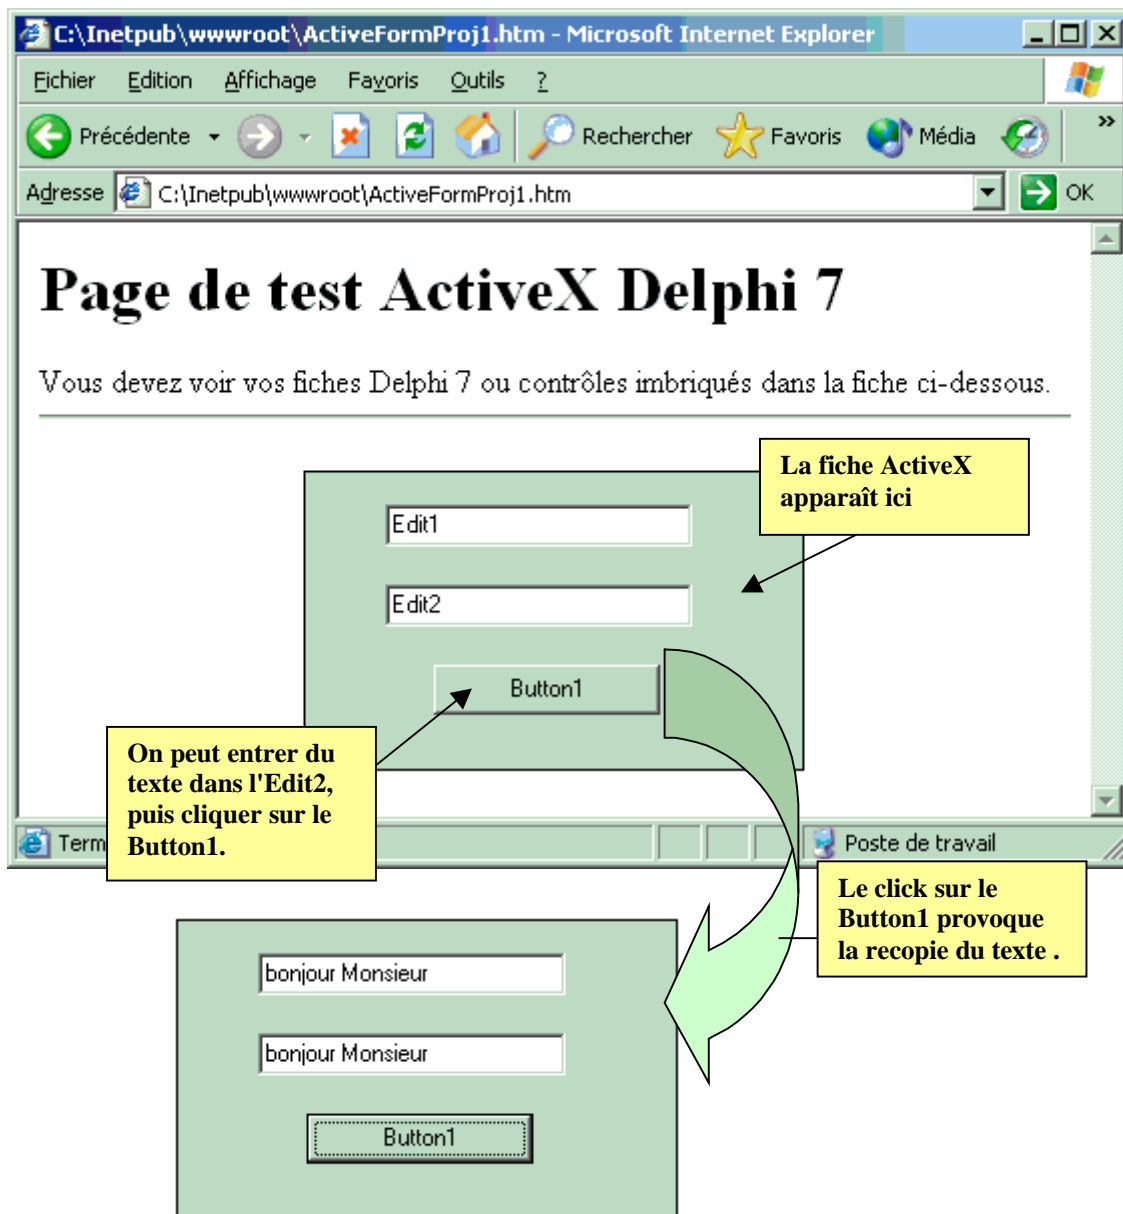 C:\Inetpub\wwwroot\ActiveFormProj1.htm - Microsoft Internet Explorer
Fichier Edition Affichage Favoris Outils ?
Précédente Rechercher Favoris Média »
Adresse C:\Inetpub\wwwroot\ActiveFormProj1.htm OK
Page de test ActiveX Delphi 7
Vous devez voir vos fiches Delphi 7 ou contrôles imbriqués dans la fiche ci-dessous.
La fiche ActiveX
apparaît ici
Edit1
Edit2
Button1
On peut entrer du
texte dans l'Edit2,
puis cliquer sur le
Button1.
Term
Poste de travail
Le click sur le
Button1 provoque
la recopie du texte .
bonjour Monsieur
bonjour Monsieur
Button1